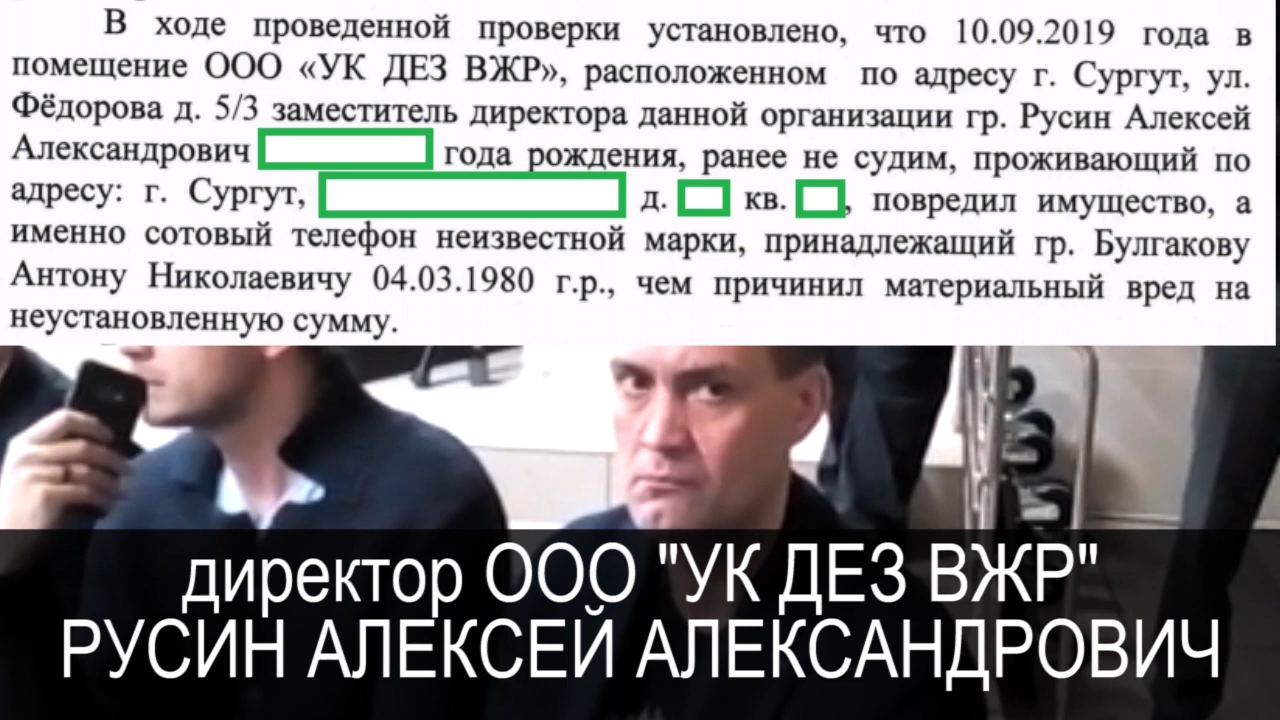 В ходе проведенной проверки установлено, что 10.09.2019 года в
помещение ООО «УК ДЕЗ ВЖР», расположенном по адресу г. Сургут, ул.
Фёдорова д. 5/3 заместитель директора данной организации гр. Русин Алексей
Александрович года рождения, ранее не судим, проживающий по
адресу: г. Сургут, д. кв. , повредил имущество, а
именно сотовый телефон неизвестной марки, принадлежащий гр. Булгакову
Антону Николаевичу 04.03.1980 г.р., чем причинил материальный вред на
неустановленную сумму.
директор ООО "УК ДЕЗ ВЖР"
РУСИН АЛЕКСЕЙ АЛЕКСАНДРОВИЧ